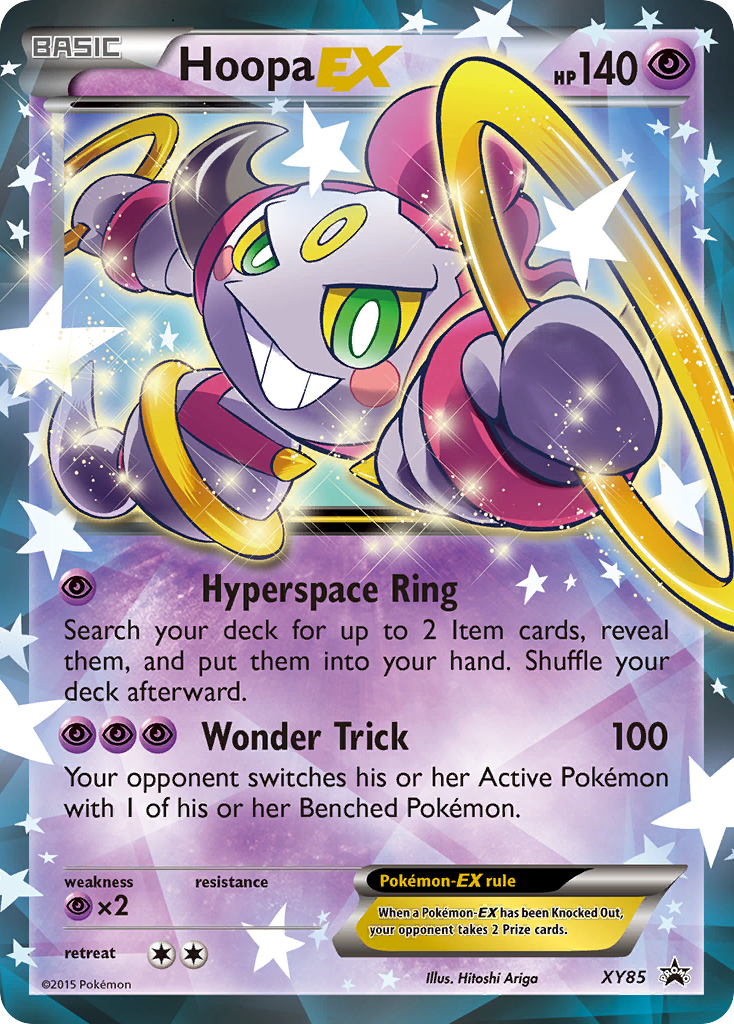 BASIC
Hoopa EX
HP 140
Hyperspace Ring
Search your deck for up to 2 Item cards, reveal
them, and put them into your hand. Shuffle your
deck afterward.
Wonder Trick 100
Your opponent switches his or her Active Pokémon
with 1 of his or her Benched Pokémon.
weakness resistance
×2
Pokémon-EX rule
When a Pokémon-EX has been Knocked Out,
your opponent takes 2 Prize cards.
retreat
©2015 Pokémon
Illus. Hitoshi Ariga
XY85
PROMO